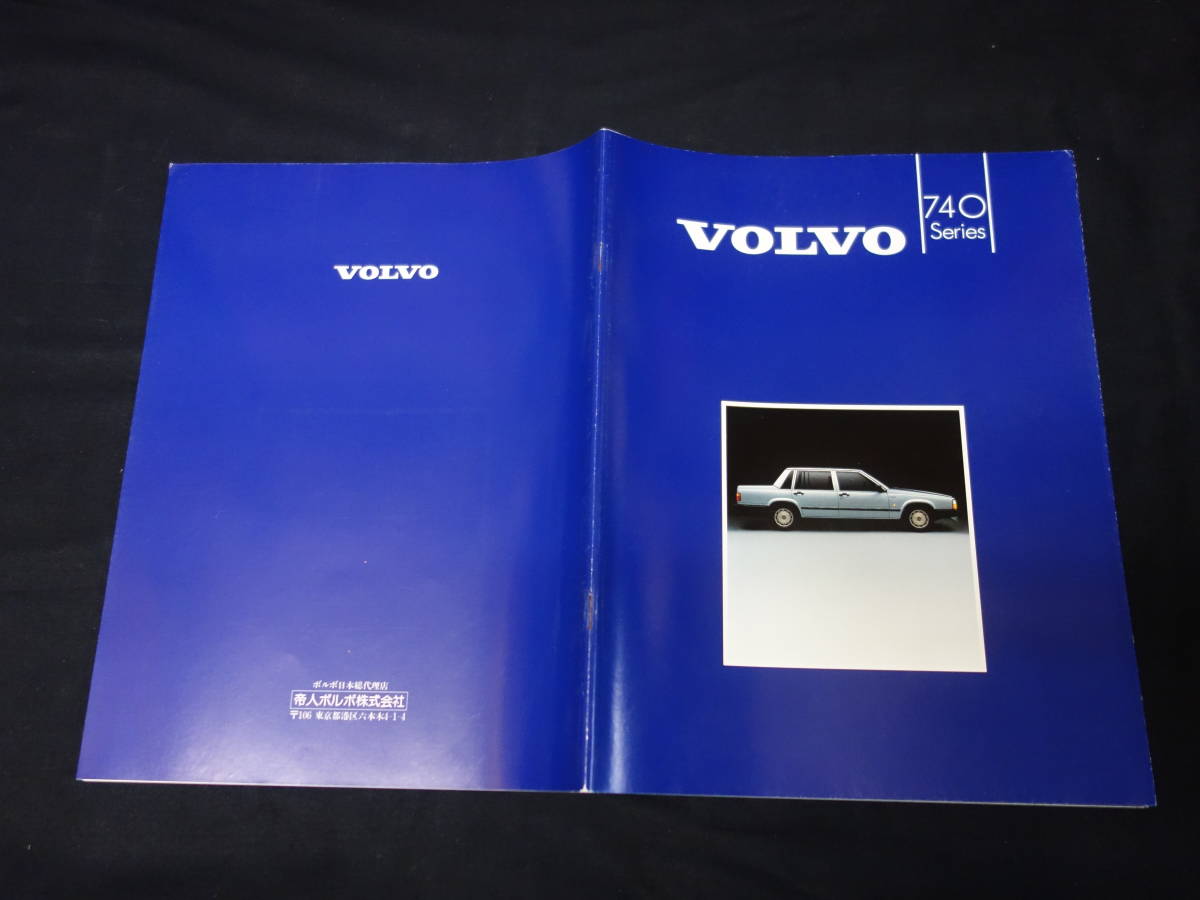 VOLVO
ボルボ日本総代理店
帝人ボルボ株式会社
〒106 東京都港区六本木4-1-4
VOLVO
740
Series